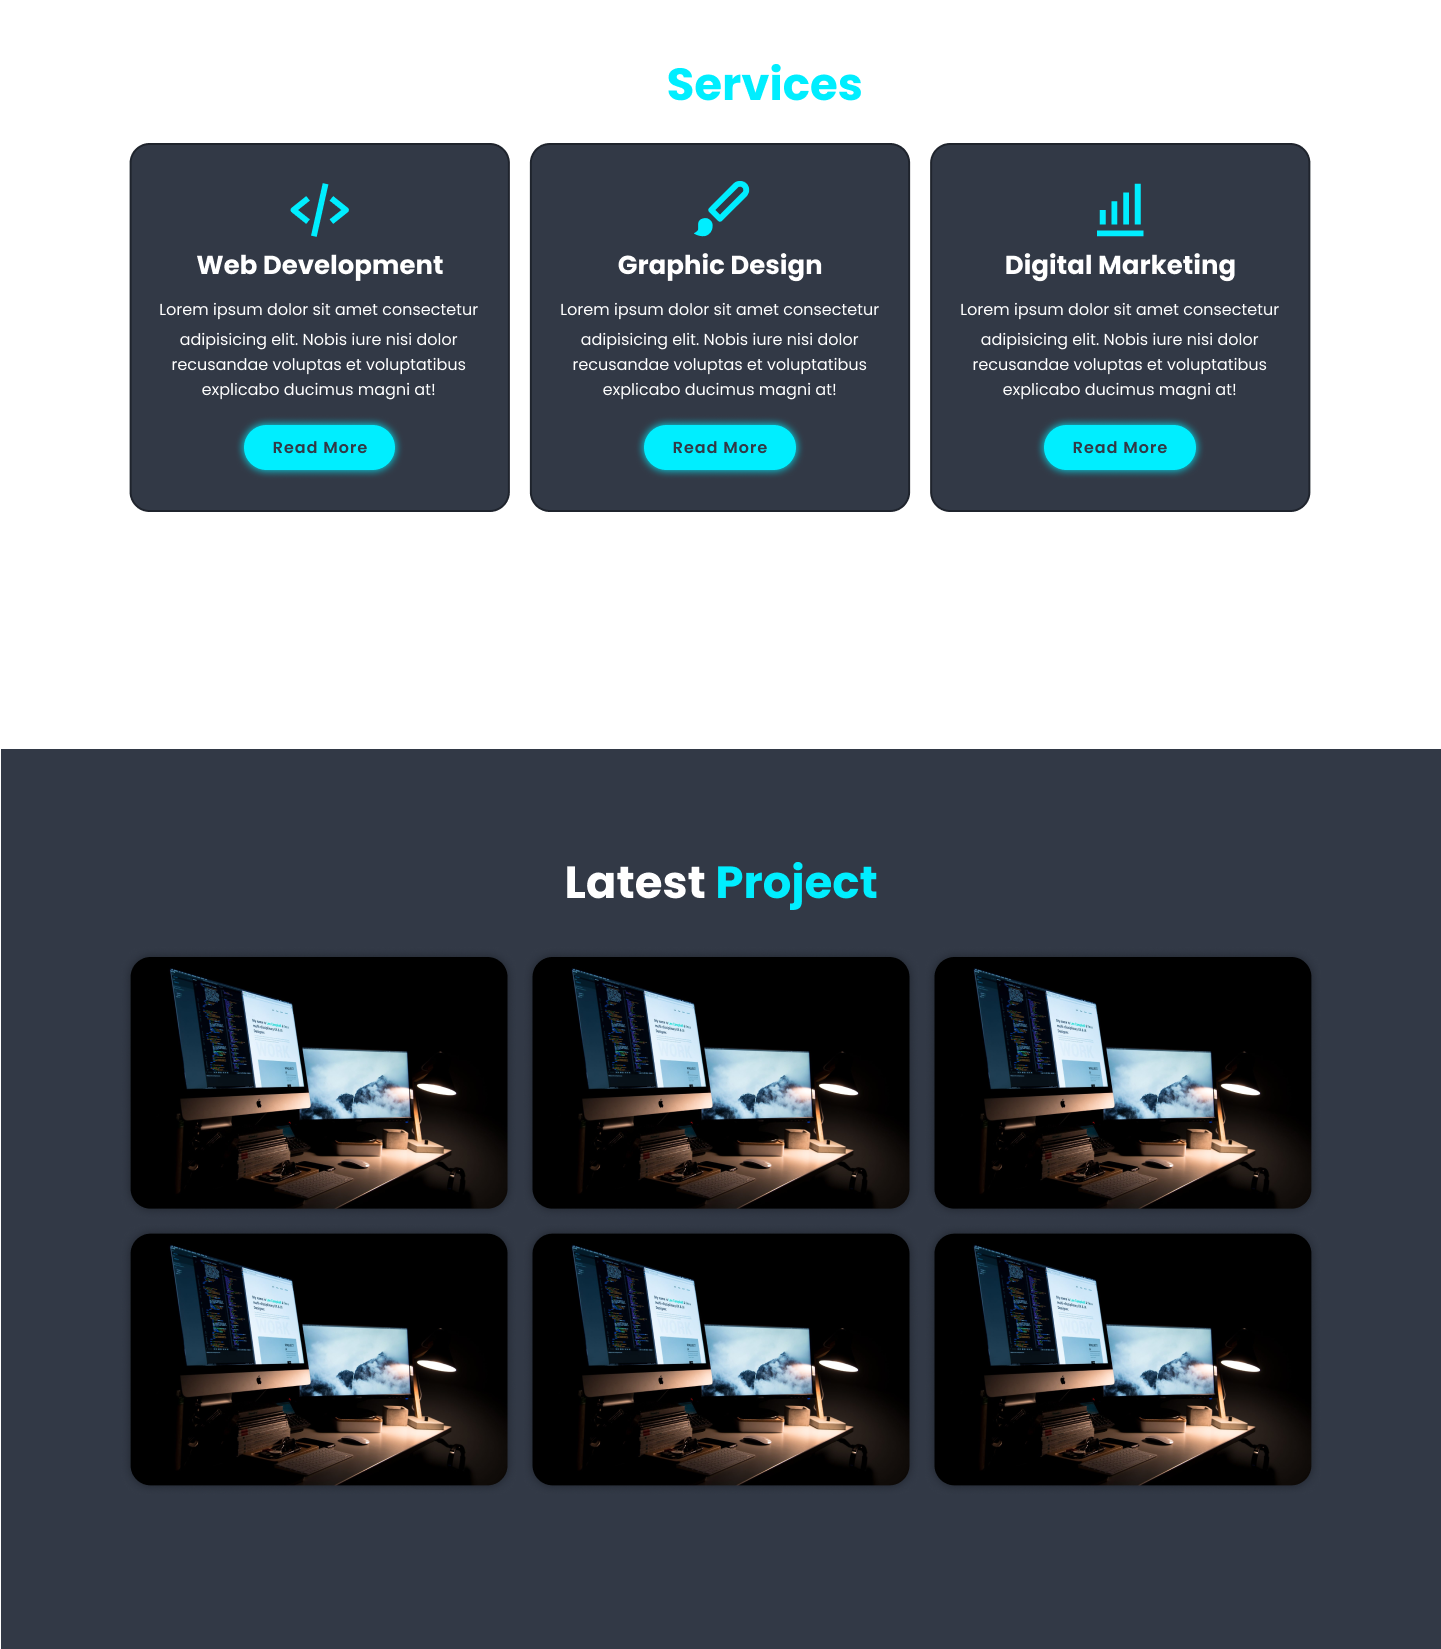 Services
Web Development
Lorem ipsum dolor sit amet consectetur
adipisicing elit. Nobis iure nisi dolor
recusandae voluptas et voluptatibus
explicabo ducimus magni at!
Read More
Graphic Design
Lorem ipsum dolor sit amet consectetur
adipisicing elit. Nobis iure nisi dolor
recusandae voluptas et voluptatibus
explicabo ducimus magni at!
Read More
Digital Marketing
Lorem ipsum dolor sit amet consectetur
adipisicing elit. Nobis iure nisi dolor
recusandae voluptas et voluptatibus
explicabo ducimus magni at!
Read More
Latest Project